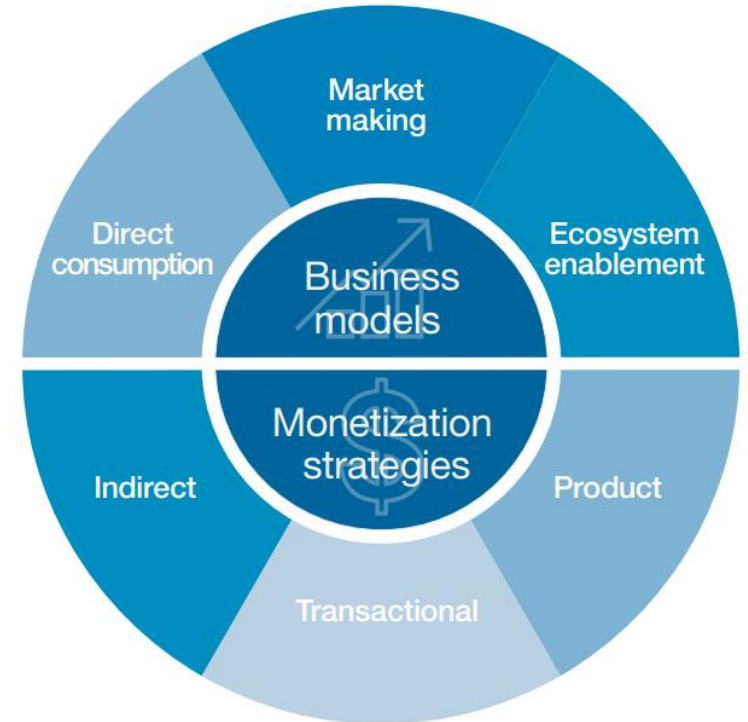 Market
making
Direct
consumption
Ecosystem
enablement
Business
models
Monetization
strategies
Indirect
Product
Transactional